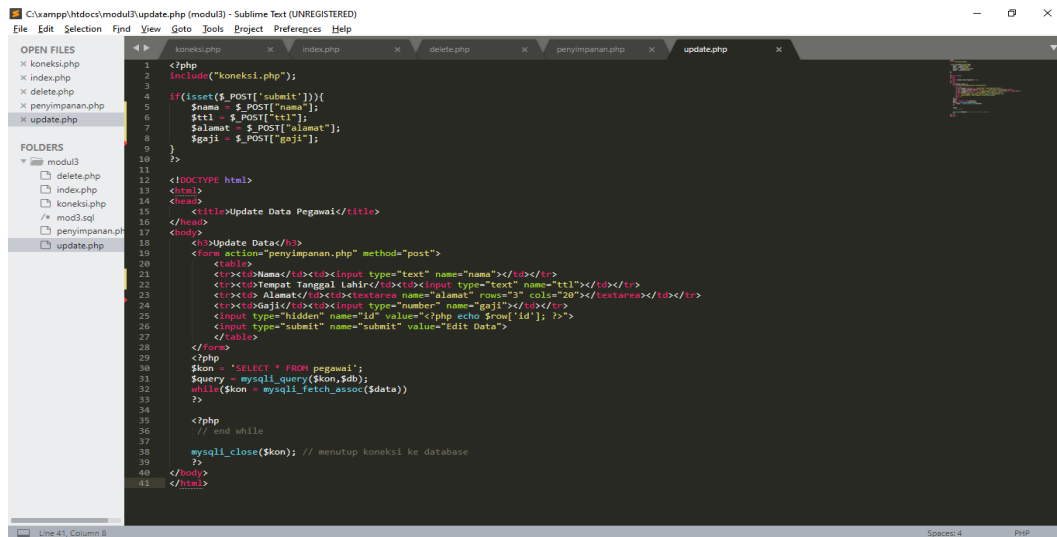 C:\xampp\htdocs\modul3\update.php (modul3) - Sublime Text (UNREGISTERED)
File Edit Selection Find View Goto Tools Project Preferences Help
OPEN FILES
koneksi.php
index.php
delete.php
penyimpanan.php
update.php
FOLDERS
modul3
delete.php
index.php
koneksi.php
/* mod3.sql
penyimpanan.ph
update.php
koneksi.php index.php delete.php penyimpanan.php update.php
1 <?php
2 include("koneksi.php");
3
4 if(isset($_POST['submit'])){
5 $nama = $_POST["nama"];
6 $ttl = $_POST["ttl"];
7 $alamat = $_POST["alamat"];
8 $gaji = $_POST["gaji"];
9 }
10 ?>
11
12 <!DOCTYPE html>
13 <html>
14 <head>
15 <title>Update Data Pegawai</title>
16 </head>
17 <body>
18 <h3>Update Data</h3>
19 <form action="penyimpanan.php" method="post">
20 <table>
21 <tr><td>Nama</td><td><input type="text" name="nama"></td></tr>
22 <tr><td>Tempat Tanggal Lahir</td><td><input type="text" name="ttl"></td></tr>
23 <tr><td> Alamat</td><td><textarea name="alamat" rows="3" cols="20"></textarea></td></tr>
24 <tr><td>Gaji</td><td><input type="number" name="gaji"></td></tr>
25 <input type="hidden" name="id" value="<?php echo $row['id']; ?>">
26 <input type="submit" name="submit" value="Edit Data">
27 </table>
28 </form>
29 <?php
30 $kon = 'SELECT * FROM pegawai';
31 $query = mysqli_query($kon,$db);
32 while($kon = mysqli_fetch_assoc($data))
33 ?>
34
35 <?php
36 // end while
37
38 mysqli_close($kon); // menutup koneksi ke database
39 ?>
40 </body>
41 </html>
Line 41, Column 8 Spaces: 4 PHP